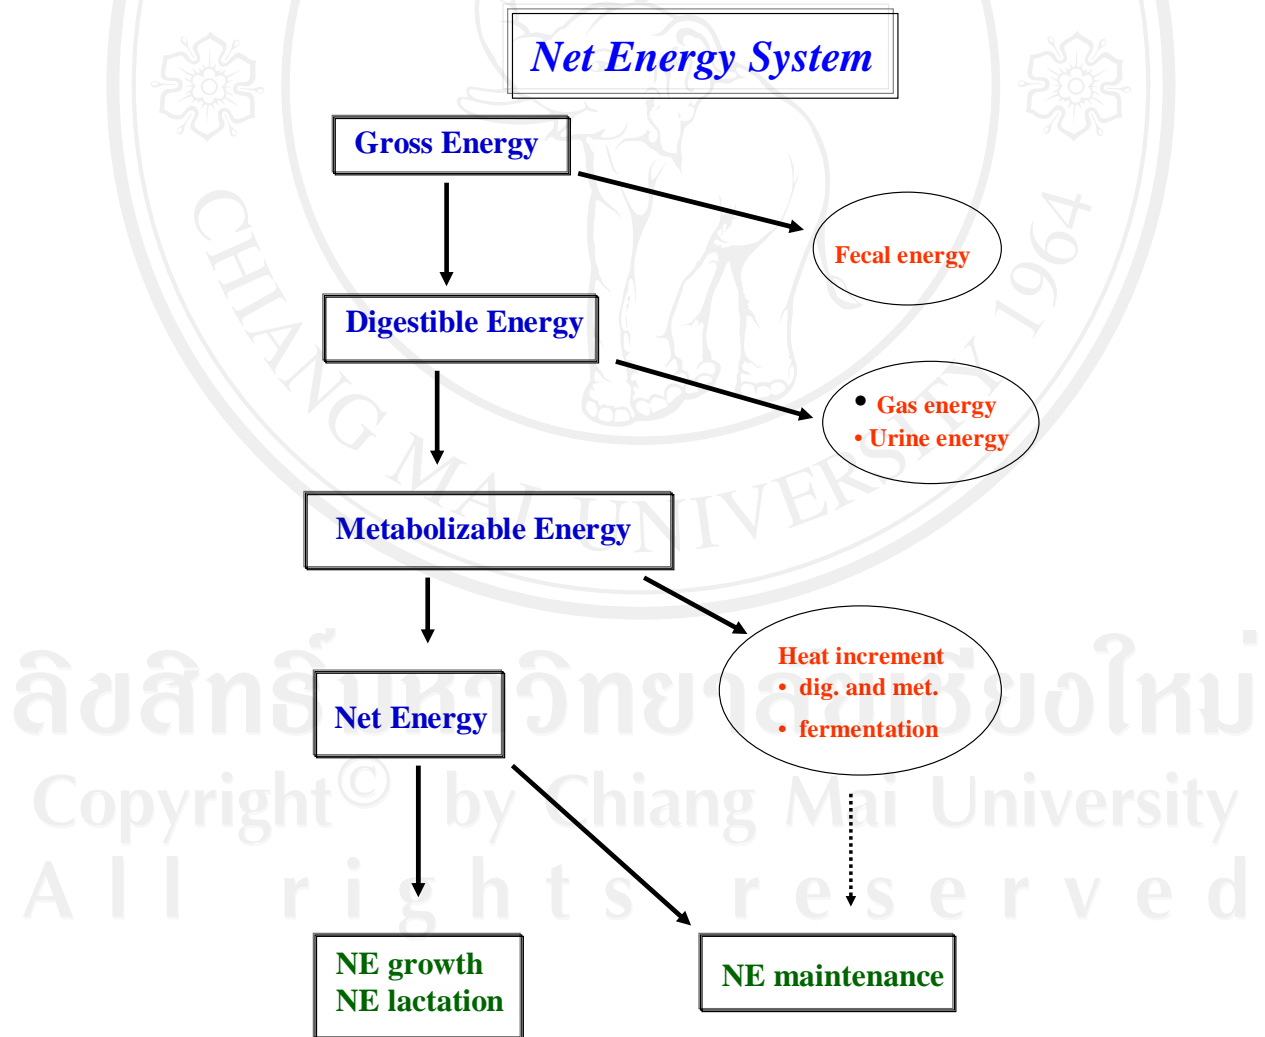 Net Energy System
Gross Energy
Fecal energy
Digestible Energy
• Gas energy
• Urine energy
Metabolizable Energy
Heat increment
• dig. and met.
• fermentation
Net Energy
NE growth
NE lactation
NE maintenance
CHIANG MAI UNIVERSITY 1964
ลิขสิทธิ์มหาวิทยาลัยเชียงใหม่
Copyright© by Chiang Mai University
All rights reserved